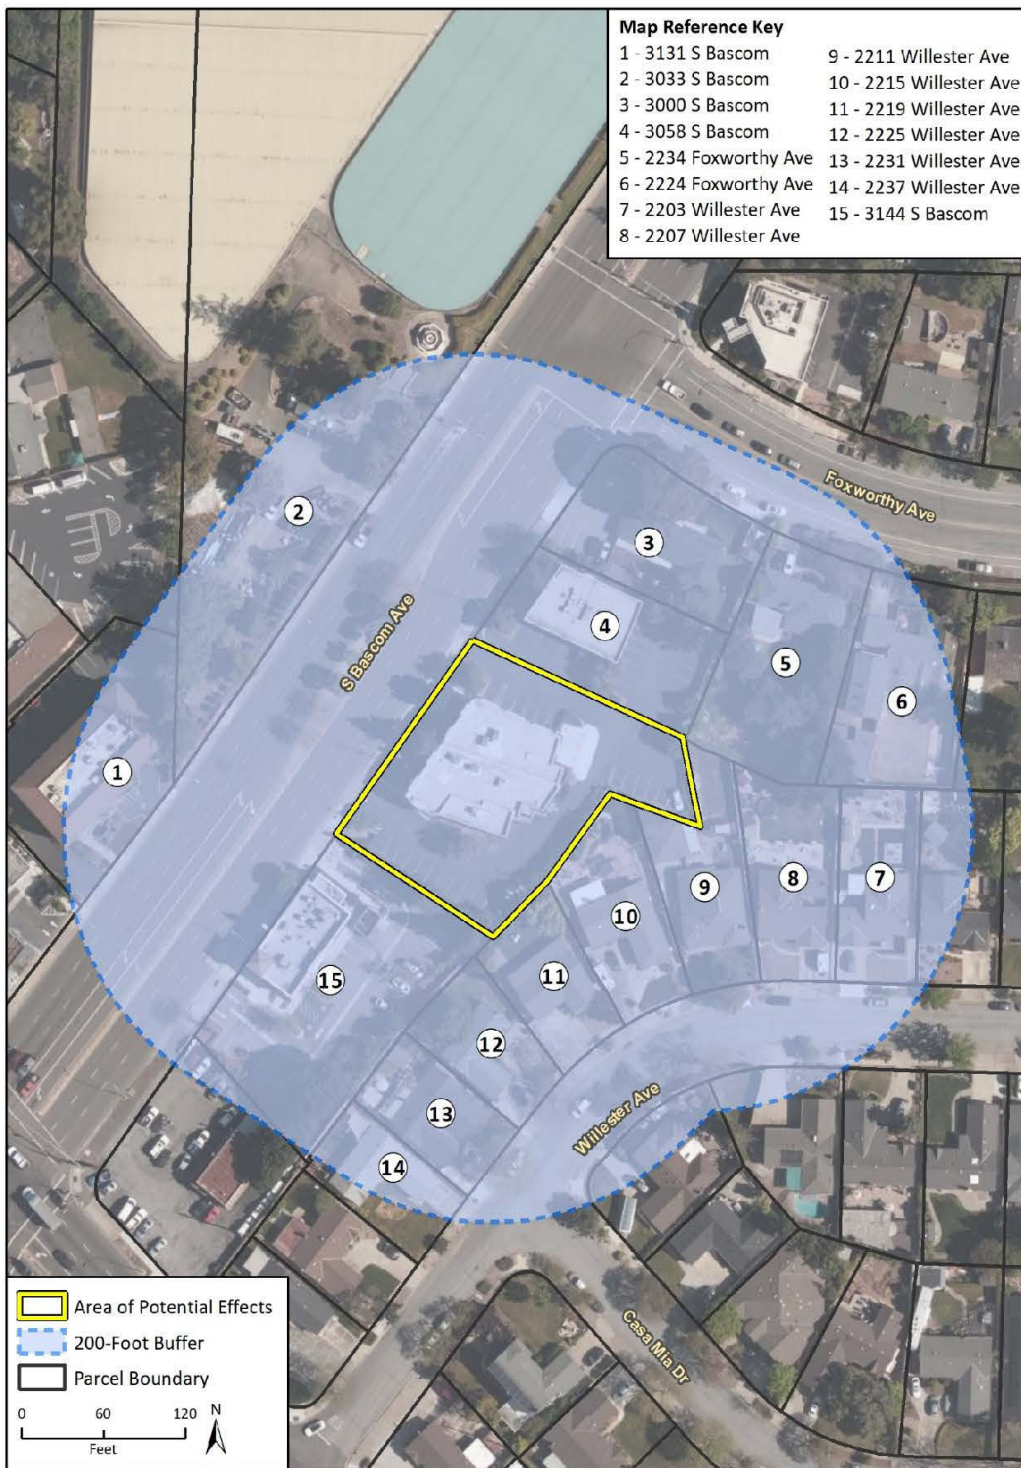 Map Reference Key
1 - 3131 S Bascom
2 - 3033 S Bascom
3 - 3000 S Bascom
4 - 3058 S Bascom
5 - 2234 Foxworthy Ave
6 - 2224 Foxworthy Ave
7 - 2203 Willester Ave
8 - 2207 Willester Ave
9 - 2211 Willester Ave
10 - 2215 Willester Ave
11 - 2219 Willester Ave
12 - 2225 Willester Ave
13 - 2231 Willester Ave
14 - 2237 Willester Ave
15 - 3144 S Bascom
Foxworthy Ave
2
3
S Bascom Ave
4
5
6
1
9
8
7
10
11
15
12
Willester Ave
13
14
Casa Mia Dr
Area of Potential Effects
200-Foot Buffer
Parcel Boundary
0 60 120
Feet
N